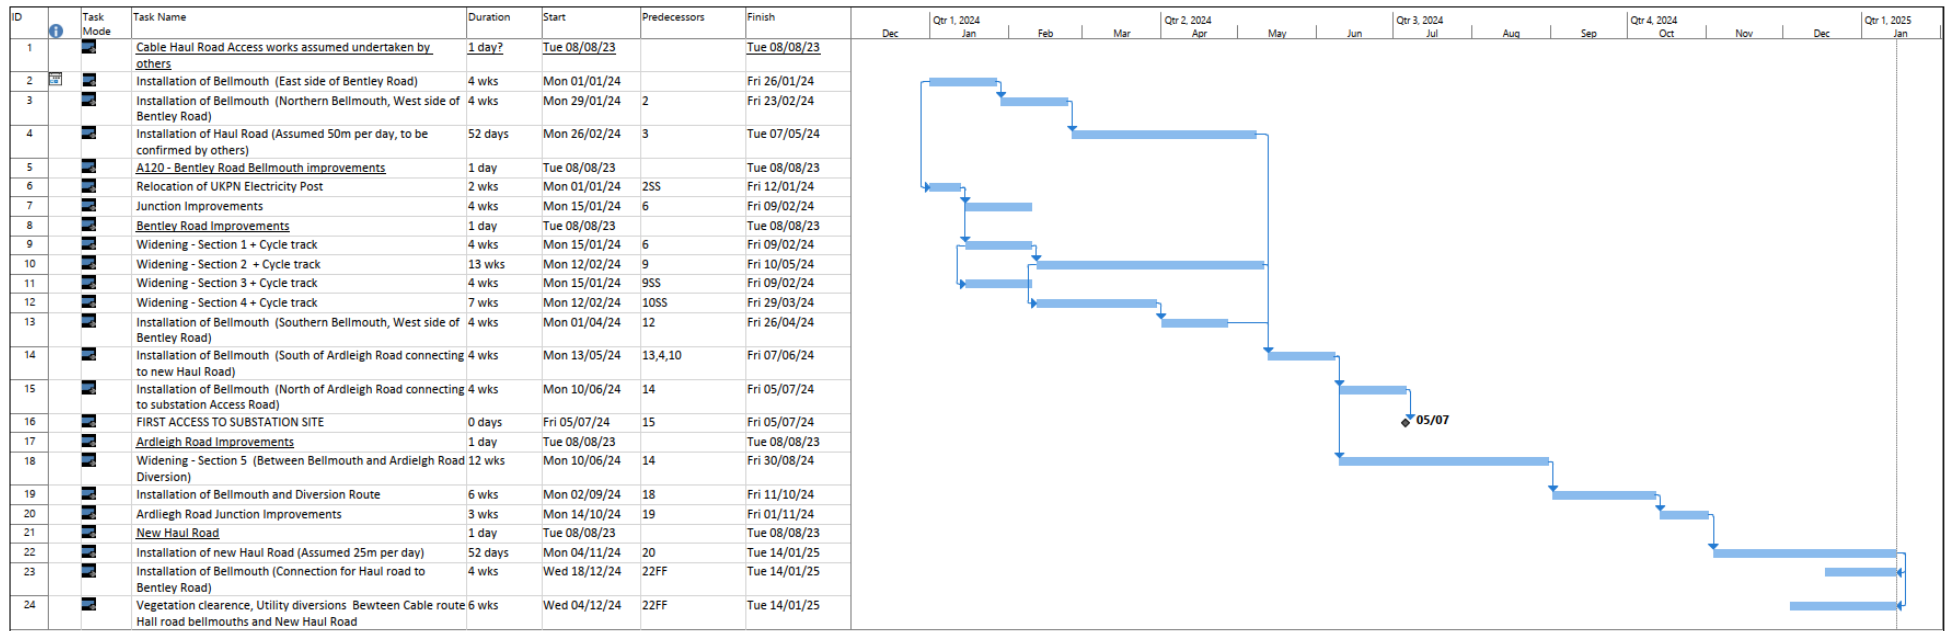 ID Task Mode Task Name Duration Start Predecessors Finish
Qtr 1, 2024 Qtr 2, 2024 Qtr 3, 2024 Qtr 4, 2024 Qtr 1, 2025
Dec Jan Feb Mar Apr May Jun Jul Aug Sep Oct Nov Dec Jan
1 Cable Haul Road Access works assumed undertaken by 1 day? Tue 08/08/23 Tue 08/08/23
others
2 Installation of Bellmouth (East side of Bentley Road) 4 wks Mon 01/01/24 Fri 26/01/24
3 Installation of Bellmouth (Northern Bellmouth, West side of 4 wks Mon 29/01/24 2 Fri 23/02/24
Bentley Road)
4 Installation of Haul Road (Assumed 50m per day, to be 52 days Mon 26/02/24 3 Tue 07/05/24
confirmed by others)
5 A120 - Bentley Road Bellmouth improvements 1 day Tue 08/08/23 Tue 08/08/23
6 Relocation of UKPN Electricity Post 2 wks Mon 01/01/24 2SS Fri 12/01/24
7 Junction Improvements 4 wks Mon 15/01/24 6 Fri 09/02/24
8 Bentley Road Improvements 1 day Tue 08/08/23 Tue 08/08/23
9 Widening - Section 1 + Cycle track 4 wks Mon 15/01/24 6 Fri 09/02/24
10 Widening - Section 2 + Cycle track 13 wks Mon 12/02/24 9 Fri 10/05/24
11 Widening - Section 3 + Cycle track 4 wks Mon 15/01/24 9SS Fri 09/02/24
12 Widening - Section 4 + Cycle track 7 wks Mon 12/02/24 10SS Fri 29/03/24
13 Installation of Bellmouth (Southern Bellmouth, West side of 4 wks Mon 01/04/24 12 Fri 26/04/24
Bentley Road)
14 Installation of Bellmouth (South of Ardleigh Road connecting 4 wks Mon 13/05/24 13,4,10 Fri 07/06/24
to new Haul Road)
15 Installation of Bellmouth (North of Ardleigh Road connecting 4 wks Mon 10/06/24 14 Fri 05/07/24
to substation Access Road)
16 FIRST ACCESS TO SUBSTATION SITE 0 days Fri 05/07/24 15 Fri 05/07/24 05/07
17 Ardleigh Road Improvements 1 day Tue 08/08/23 Tue 08/08/23
18 Widening - Section 5 (Between Bellmouth and Ardielgh Road 12 wks Mon 10/06/24 14 Fri 30/08/24
Diversion)
19 Installation of Bellmouth and Diversion Route 6 wks Mon 02/09/24 18 Fri 11/10/24
20 Ardliegh Road Junction Improvements 3 wks Mon 14/10/24 19 Fri 01/11/24
21 New Haul Road 1 day Tue 08/08/23 Tue 08/08/23
22 Installation of new Haul Road (Assumed 25m per day) 52 days Mon 04/11/24 20 Tue 14/01/25
23 Installation of Bellmouth (Connection for Haul road to 4 wks Wed 18/12/24 22FF Tue 14/01/25
Bentley Road)
24 Vegetation clearence, Utility diversions Bewteen Cable route 6 wks Wed 04/12/24 22FF Tue 14/01/25
Hall road bellmouths and New Haul Road